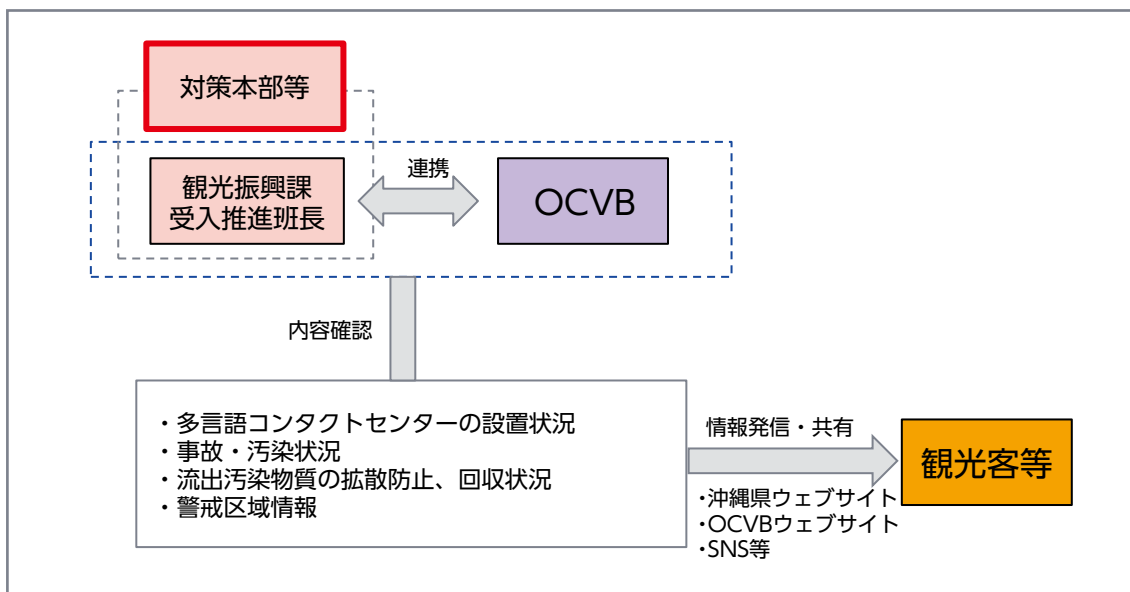 対策本部等
観光振興課
受入推進班長
連携
OCVB
内容確認
・多言語コンタクトセンターの設置状況
・事故・汚染状況
・流出汚染物質の拡散防止、回収状況
・警戒区域情報
情報発信・共有
・沖縄県ウェブサイト
・OCVBウェブサイト
・SNS等
観光客等